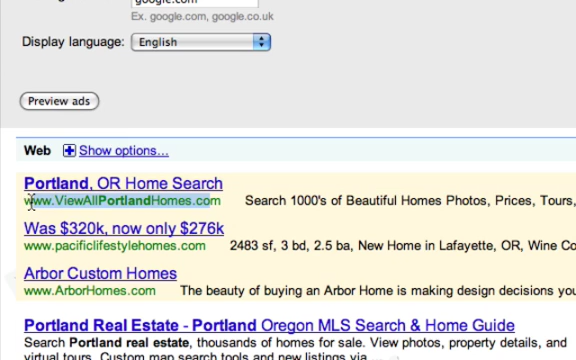 google.com
Ex. google.com, google.co.uk
Display language: English
Preview ads
Web Show options...
Portland, OR Home Search
www.ViewAllPortlandHomes.com Search 1000's of Beautiful Homes Photos, Prices, Tours,
Was $320k, now only $276k
www.pacificlifestylehomes.com 2483 sf, 3 bd, 2.5 ba, New Home in Lafayette, OR, Wine Co
Arbor Custom Homes
www.ArborHomes.com The beauty of buying an Arbor Home is making design decisions you
Portland Real Estate - Portland Oregon MLS Search & Home Guide
Search Portland real estate, thousands of homes for sale. View photos, property details, and
virtual tours. Custom map search tools and new listings via ...